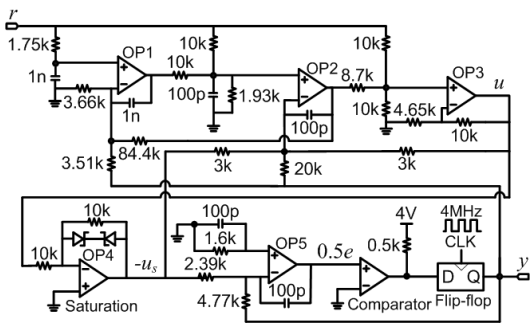 r
1.75k
OP1
10k
10k
10k
1n
3.66k
1n
100p
1.93k
OP2
8.7k
OP3
u
100p
10k
4.65k
10k
84.4k
3.51k
3k
20k
3k
10k
100p
4V
4MHz
CLK
10k
OP4
-us
1.6k
OP5
0.5e
0.5k
2.39k
D Q
y
4.77k
100p
Saturation
Comparator
Flip-flop